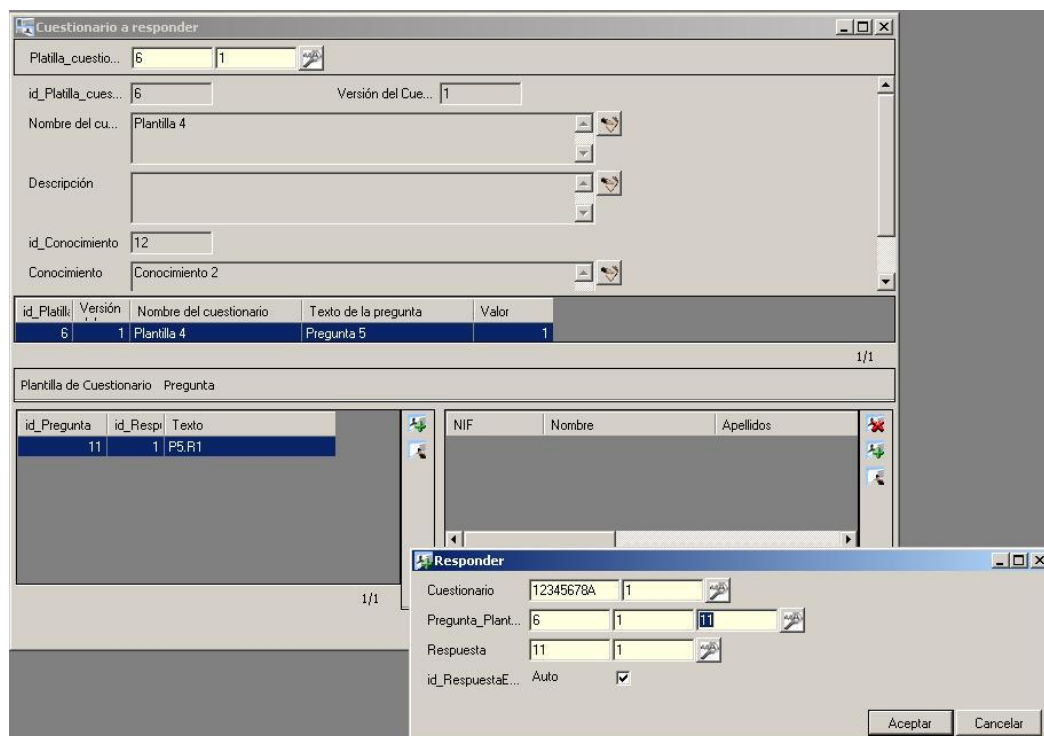 Cuestionario a responder
Platilla_cuestio... 6 1
id_Platilla_cues... 6 Versión del Cue... 1
Nombre del cu... Plantilla 4
Descripción
id_Conocimiento 12
Conocimiento Conocimiento 2
id_Platilla Versión Nombre del cuestionario Texto de la pregunta Valor
6 1 Plantilla 4 Pregunta 5 1
1/1
Plantilla de Cuestionario Pregunta
id_Pregunta id_Respu Texto
11 1 P5.R1
1/1
NIF Nombre Apellidos
Responder
Cuestionario 12345678A 1
Pregunta_Plant... 6 1 11
Respuesta 11 1
id_RespuestaE... Auto
Aceptar Cancelar